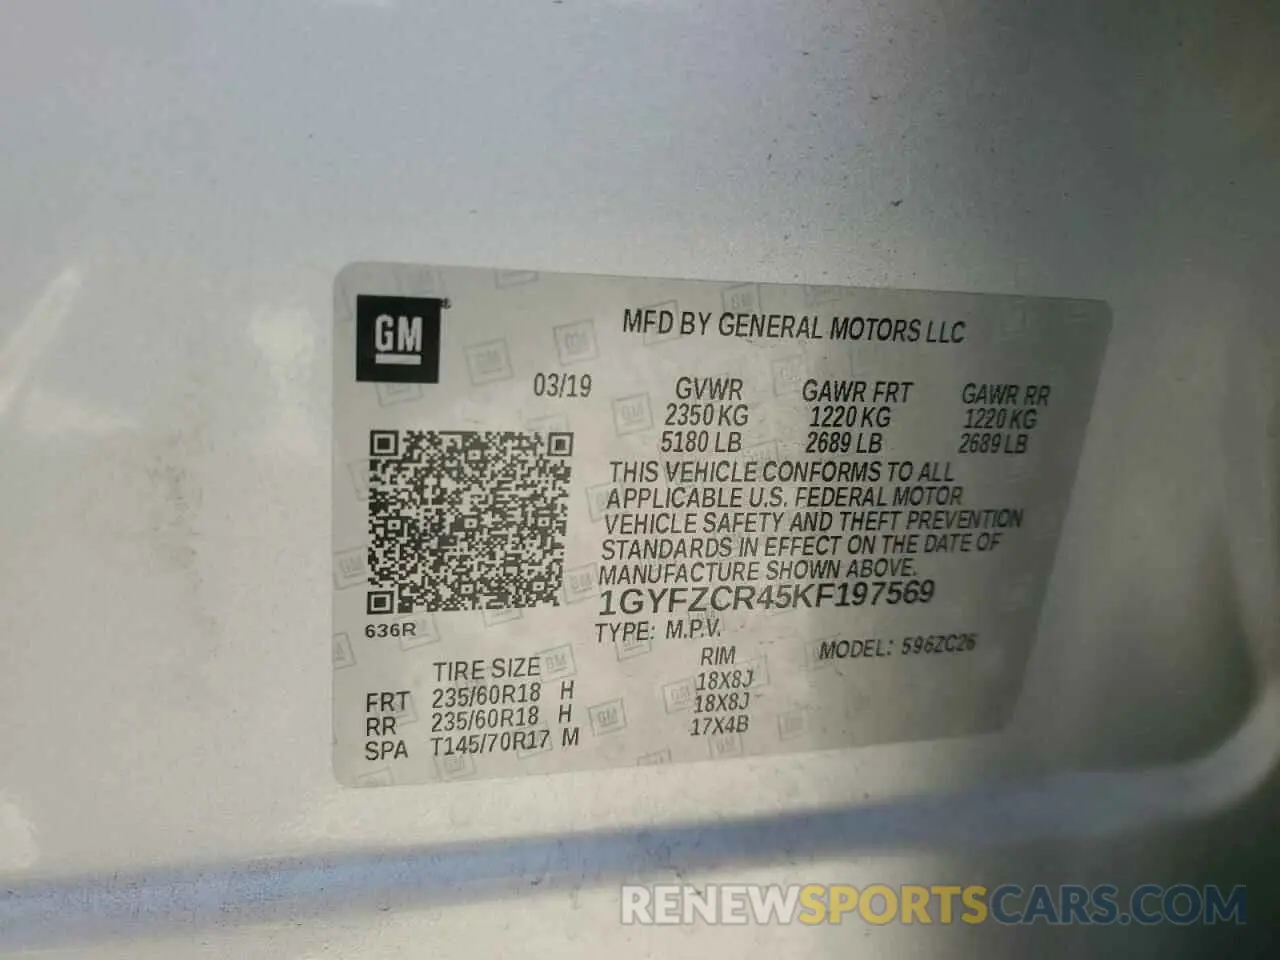 GM
MFD BY GENERAL MOTORS LLC
03/19 GVWR GAWR FRT GAWR RR
2350 KG 1220 KG 1220 KG
5180 LB 2689 LB 2689 LB
THIS VEHICLE CONFORMS TO ALL
APPLICABLE U.S. FEDERAL MOTOR
VEHICLE SAFETY AND THEFT PREVENTION
STANDARDS IN EFFECT ON THE DATE OF
MANUFACTURE SHOWN ABOVE.
1GYFZCR45KF197569
636R
TYPE: M.P.V. MODEL: 596ZC26
TIRE SIZE RIM
FRT 235/60R18 H 18X8J
RR 235/60R18 H 18X8J
SPA T145/70R17 M 17X4B
RENEWSPORTSCARS.COM